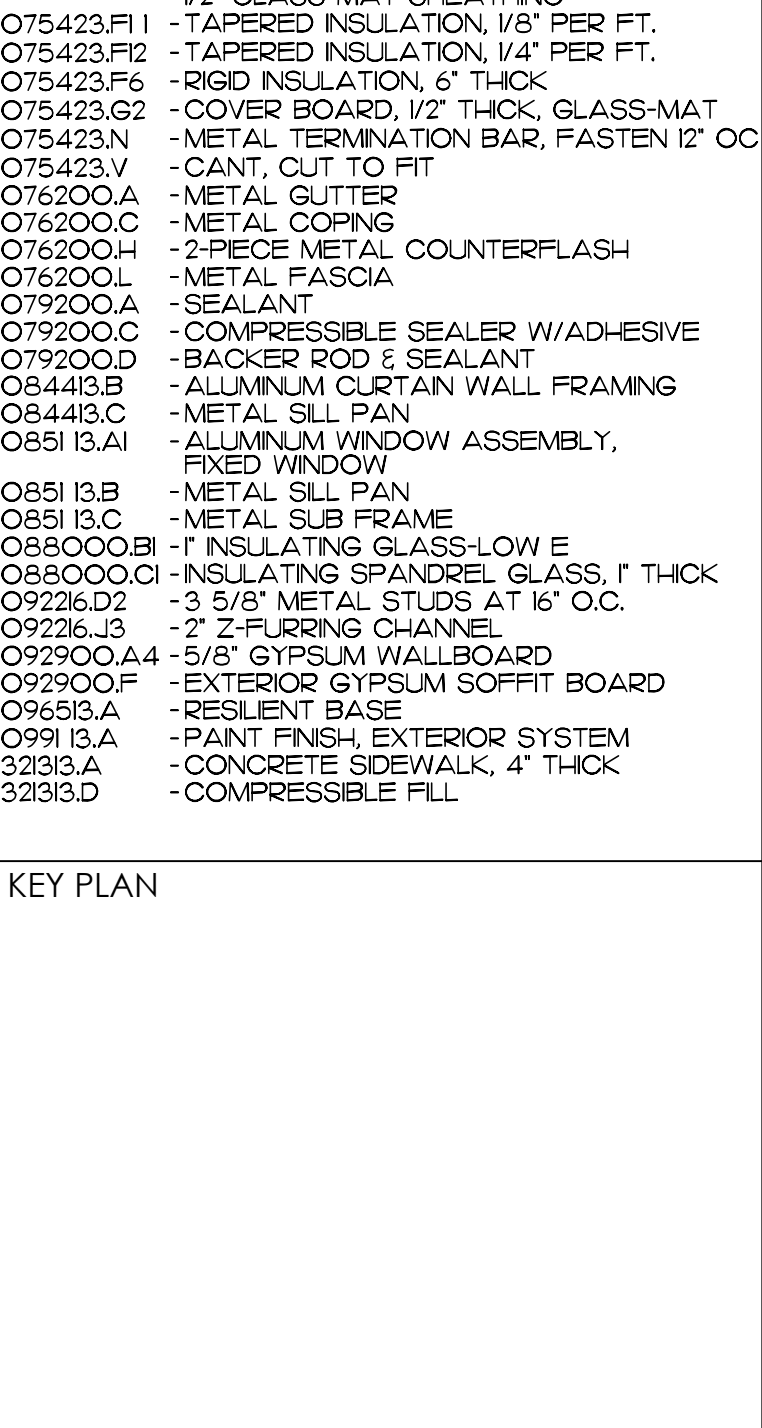 1/2" GLASS-MAT SHEATHING
075423.F11 - TAPERED INSULATION, 1/8" PER FT.
075423.F12 - TAPERED INSULATION, 1/4" PER FT.
075423.F6 - RIGID INSULATION, 6" THICK
075423.G2 - COVER BOARD, 1/2" THICK, GLASS-MAT
075423.N - METAL TERMINATION BAR, FASTEN 12" OC
075423.V - CANT, CUT TO FIT
076200.A - METAL GUTTER
076200.C - METAL COPING
076200.H - 2-PIECE METAL COUNTERFLASH
076200.L - METAL FASCIA
079200.A - SEALANT
079200.C - COMPRESSIBLE SEALER W/ADHESIVE
079200.D - BACKER ROD & SEALANT
084413.B - ALUMINUM CURTAIN WALL FRAMING
084413.C - METAL SILL PAN
085113.A1 - ALUMINUM WINDOW ASSEMBLY,
FIXED WINDOW
085113.B - METAL SILL PAN
085113.C - METAL SUB FRAME
088000.B1 - 1" INSULATING GLASS-LOW E
088000.C1 - INSULATING SPANDREL GLASS, 1" THICK
092216.D2 - 3 5/8" METAL STUDS AT 16" O.C.
092216.J3 - 2" Z-FURRING CHANNEL
092900.A4 - 5/8" GYPSUM WALLBOARD
092900.F - EXTERIOR GYPSUM SOFFIT BOARD
096513.A - RESILIENT BASE
099113.A - PAINT FINISH, EXTERIOR SYSTEM
321313.A - CONCRETE SIDEWALK, 4" THICK
321313.D - COMPRESSIBLE FILL
KEY PLAN